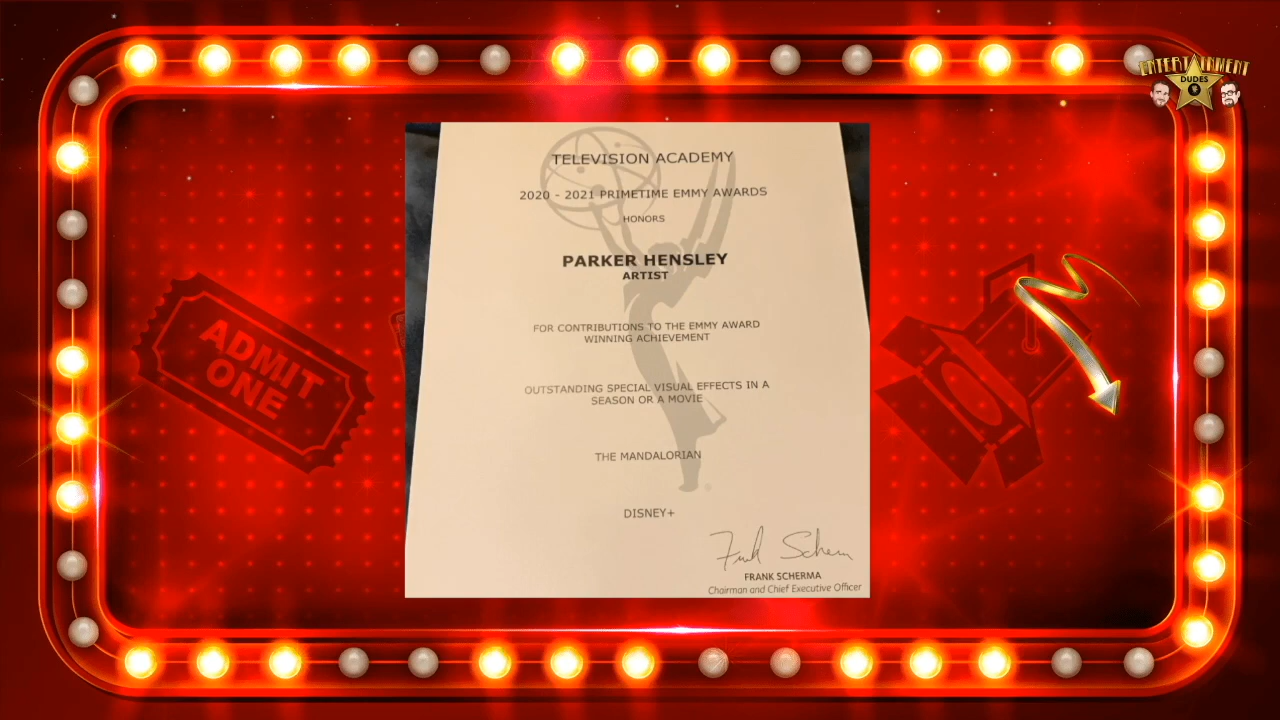 ENTERTAINMENT
DUDES
TELEVISION ACADEMY
2020 - 2021 PRIMETIME EMMY AWARDS
HONORS
PARKER HENSLEY
ARTIST
FOR CONTRIBUTIONS TO THE EMMY AWARD
WINNING ACHIEVEMENT
OUTSTANDING SPECIAL VISUAL EFFECTS IN A
SEASON OR A MOVIE
THE MANDALORIAN
DISNEY+
FRANK SCHERMA
Chairman and Chief Executive Officer
ADMIT
ONE